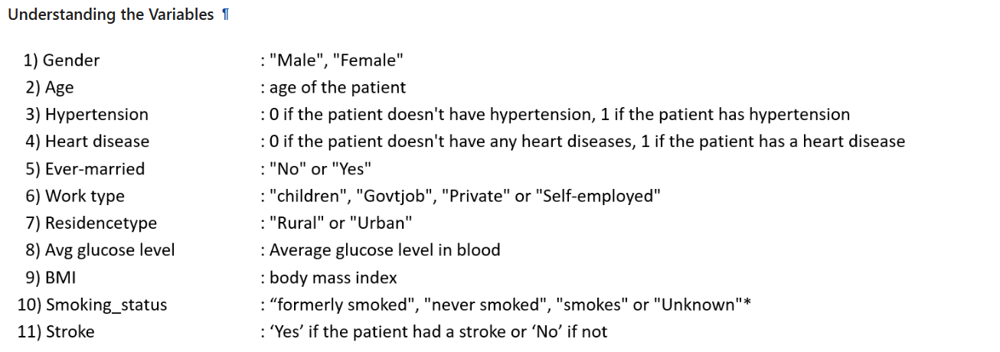 Understanding the Variables ¶
1) Gender : "Male", "Female"
2) Age : age of the patient
3) Hypertension : 0 if the patient doesn't have hypertension, 1 if the patient has hypertension
4) Heart disease : 0 if the patient doesn't have any heart diseases, 1 if the patient has a heart disease
5) Ever-married : "No" or "Yes"
6) Work type : "children", "Govtjob", "Private" or "Self-employed"
7) Residencetype : "Rural" or "Urban"
8) Avg glucose level : Average glucose level in blood
9) BMI : body mass index
10) Smoking_status : “formerly smoked", "never smoked", "smokes" or "Unknown"*
11) Stroke : ‘Yes’ if the patient had a stroke or ‘No’ if not